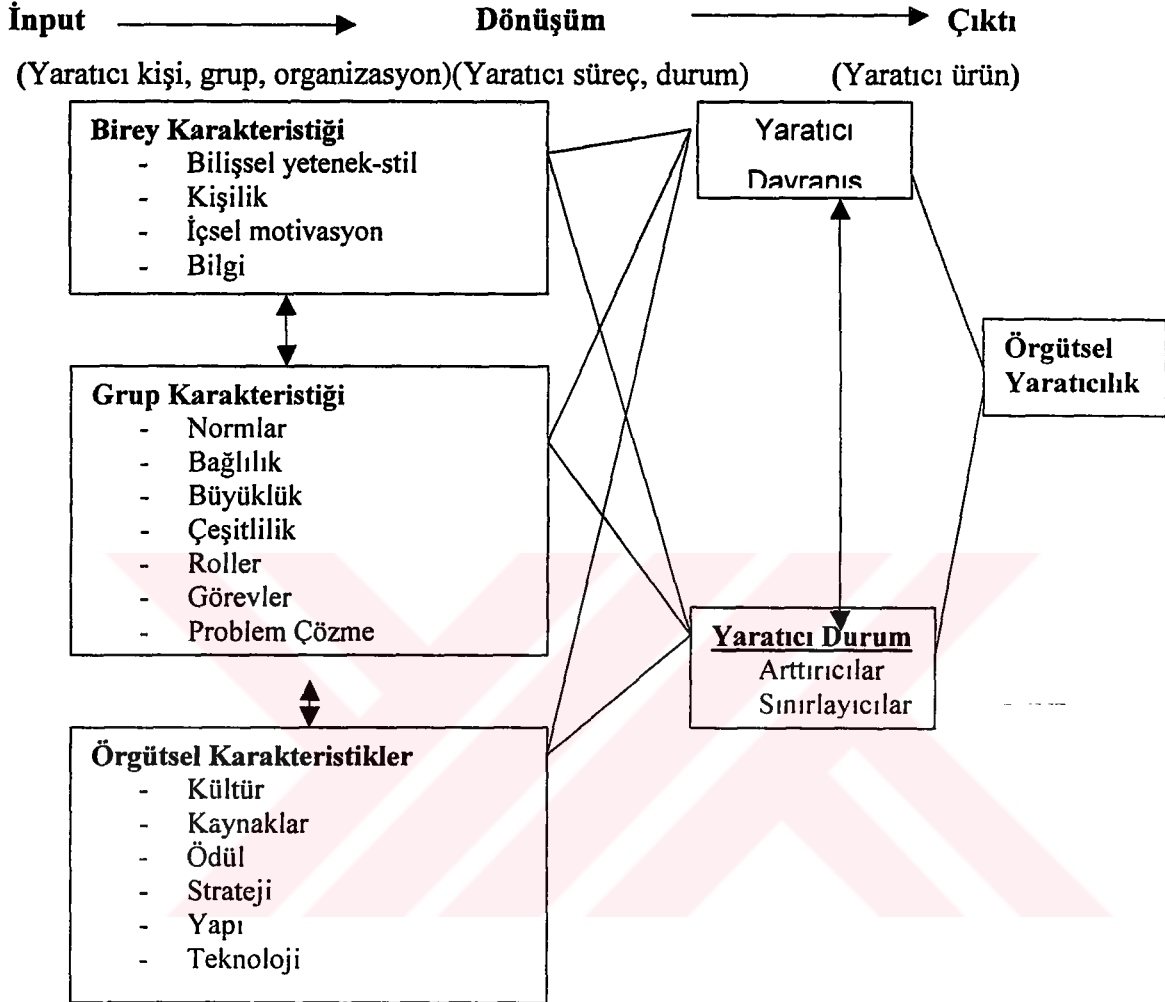 İnput Dönüşüm Çıktı
(Yaratıcı kişi, grup, organizasyon)(Yaratıcı süreç, durum) (Yaratıcı ürün)
Birey Karakteristiği
- Bilişsel yetenek-stil
- Kişilik
- İçsel motivasyon
- Bilgi
Grup Karakteristiği
- Normlar
- Bağlılık
- Büyüklük
- Çeşitlilik
- Roller
- Görevler
- Problem Çözme
Örgütsel Karakteristikler
- Kültür
- Kaynaklar
- Ödül
- Strateji
- Yapı
- Teknoloji
Yaratıcı
Davranış
Yaratıcı Durum
Arttırıcılar
Sınırlayıcılar
Örgütsel
Yaratıcılık